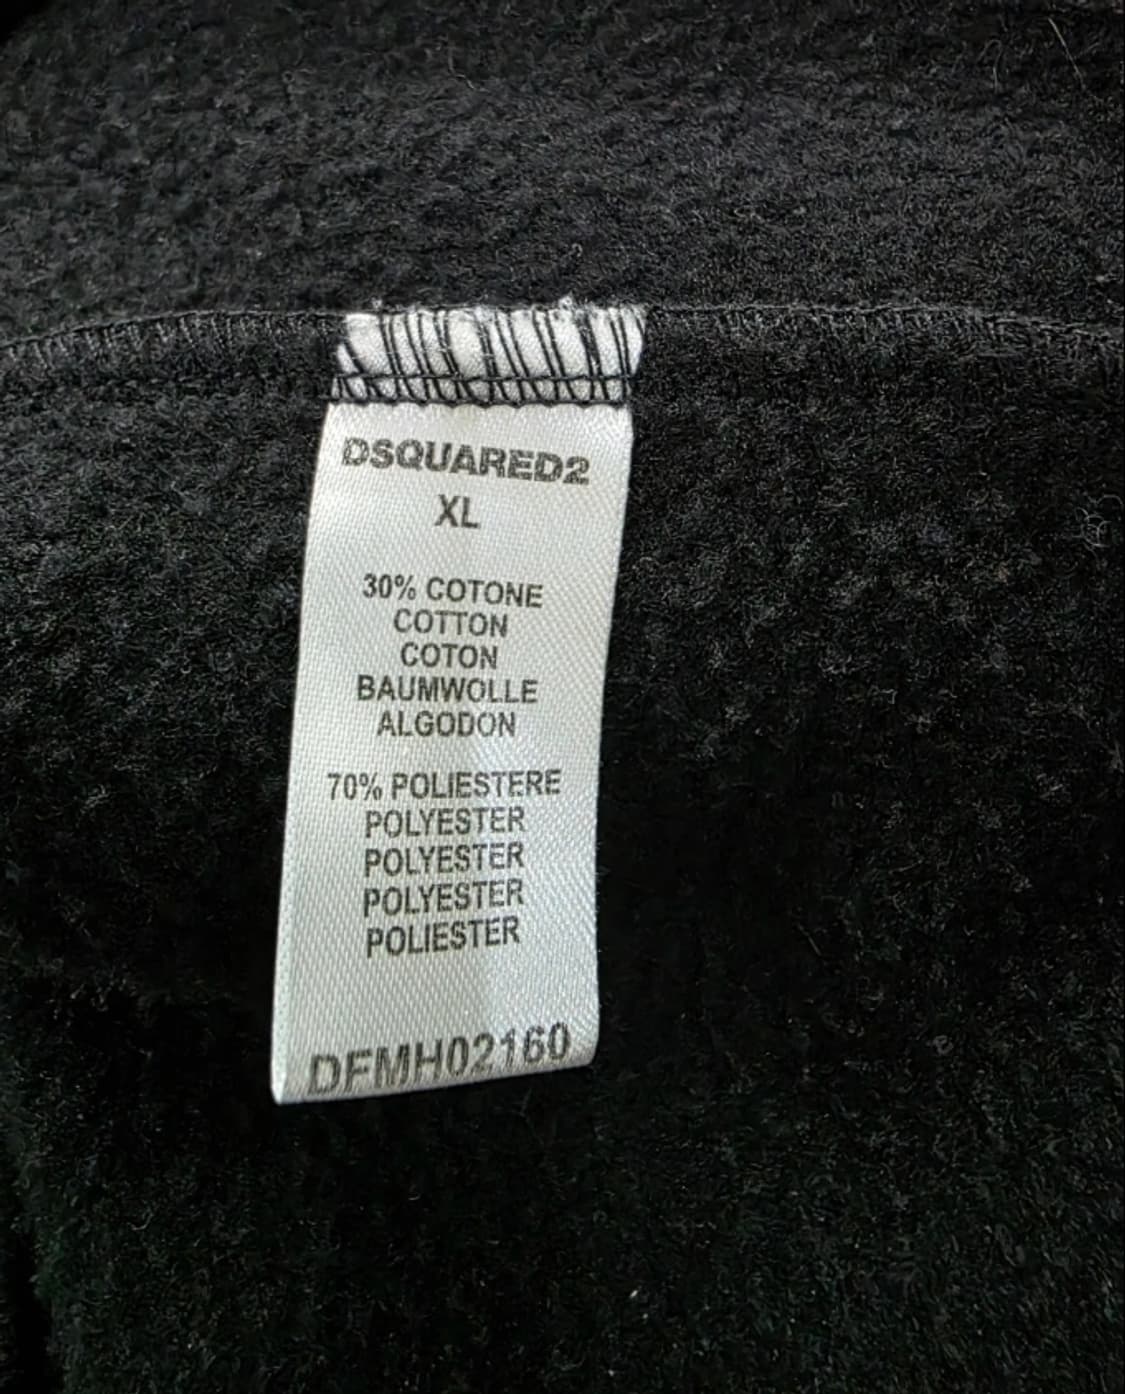 DSQUARED2
XL
30% COTONE
COTTON
COTON
BAUMWOLLE
ALGODON
70% POLIESTERE
POLYESTER
POLYESTER
POLYESTER
POLIESTER
DFMH02160